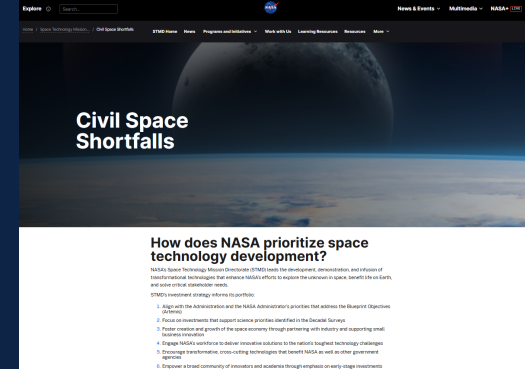 Explore Search... NASA News & Events Multimedia NASA+ LIVE
Home / Space Technology Mission... / Civil Space Shortfalls STMD Home News Programs and Initiatives Work with Us Learning Resources Resources More
Civil Space
Shortfalls
How does NASA prioritize space
technology development?
NASA's Space Technology Mission Directorate (STMD) leads the development, demonstration, and infusion of
transformational technologies that enhance NASA's efforts to explore the unknown in space, benefit life on Earth,
and solve critical stakeholder needs.
STMD's investment strategy informs its portfolio:
1. Align with the Administration and the NASA Administrator's priorities that address the Blueprint Objectives
(Artemis)
2. Focus on investments that support science priorities identified in the Decadal Surveys
3. Foster creation and growth of the space economy through partnering with industry and supporting small
business innovation
4. Engage NASA's workforce to deliver innovative solutions to the nation's toughest technology challenges
5. Encourage transformative, cross-cutting technologies that benefit NASA as well as other government
agencies
6. Empower a broad community of innovators and academia through emphasis on early-stage investments